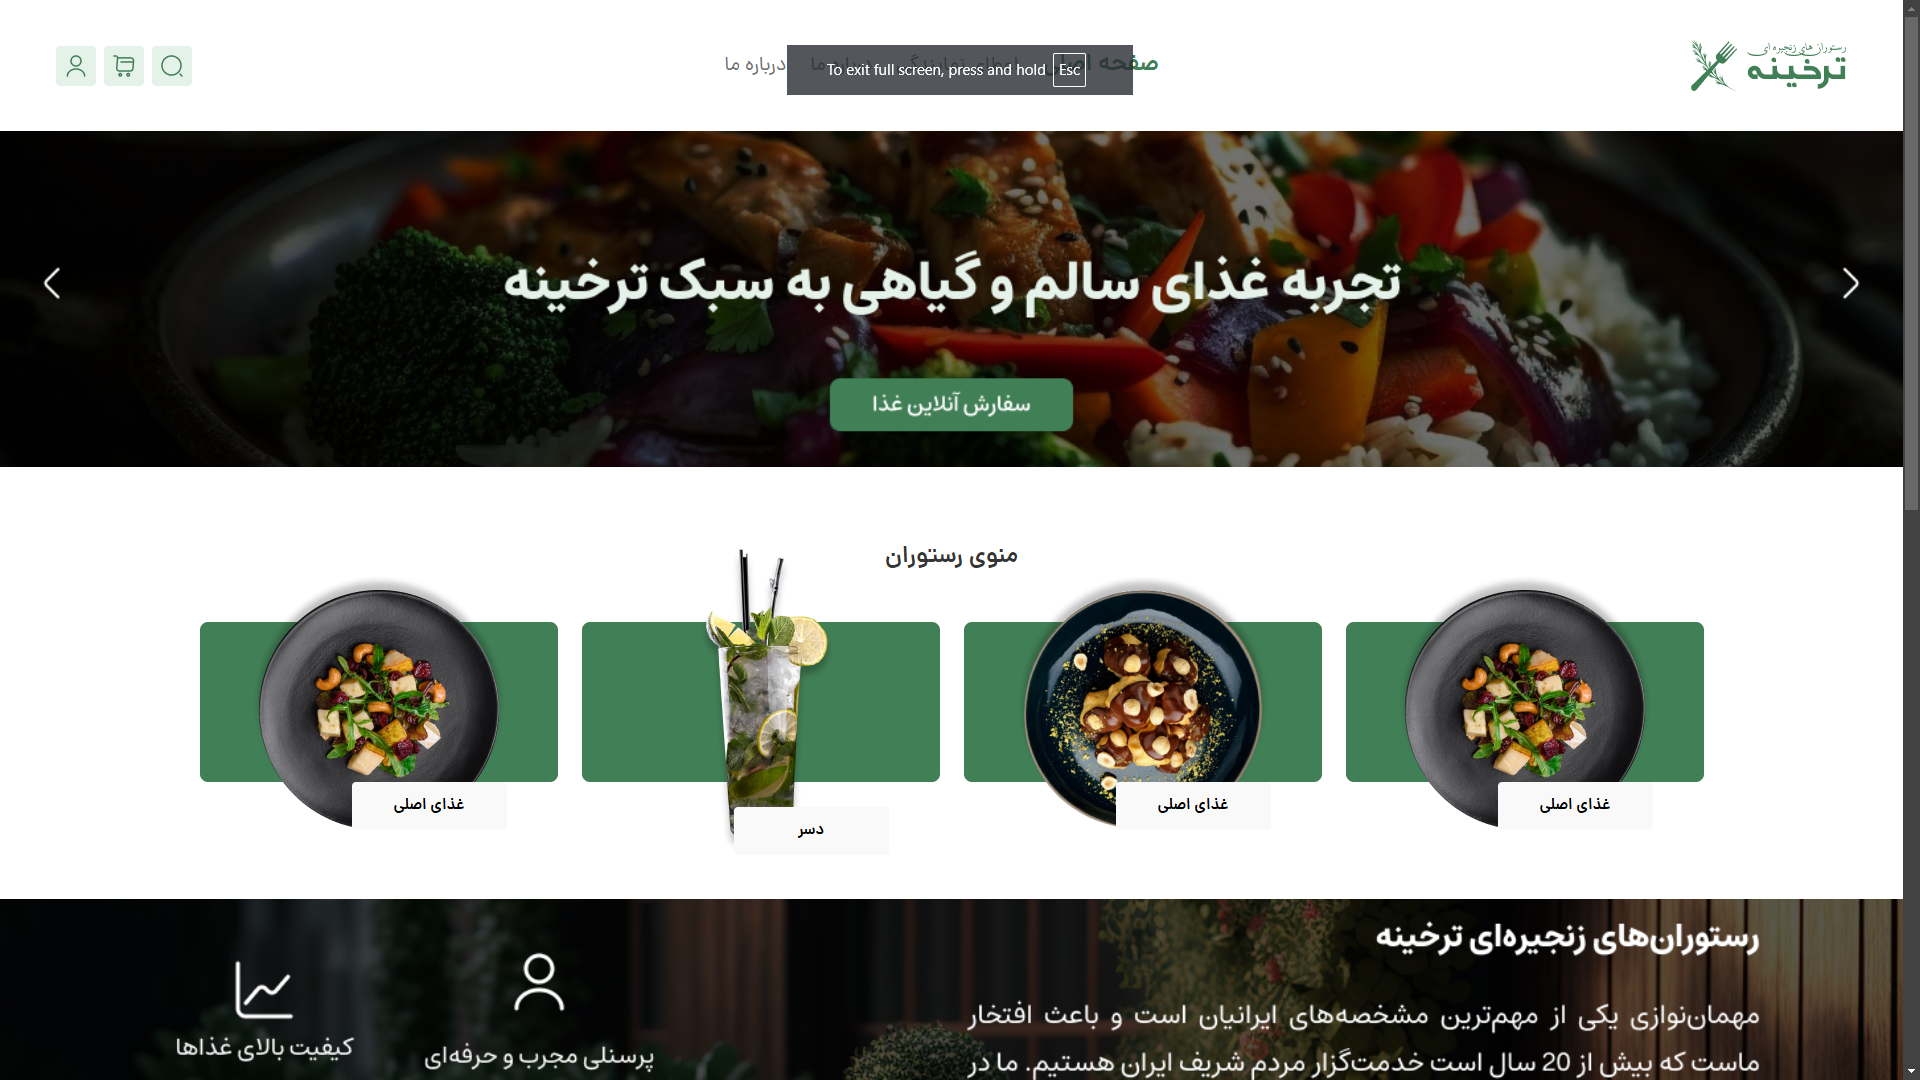 رستوران های زنجیره ای
ترخینه
صفحه
درباره ما
To exit full screen, press and hold Esc
تجربه غذای سالم و گیاهی به سبک ترخینه
سفارش آنلاین غذا
منوی رستوران
غذای اصلی
غذای اصلی
دسر
غذای اصلی
رستوران‌های زنجیره‌ای ترخینه
مهمان‌نوازی یکی از مهم‌ترین مشخصه‌های ایرانیان است و باعث افتخار
ماست که بیش از 20 سال است خدمت‌گزار مردم شریف ایران هستیم. ما در
پرسنلی مجرب و حرفه‌ای
کیفیت بالای غذاها